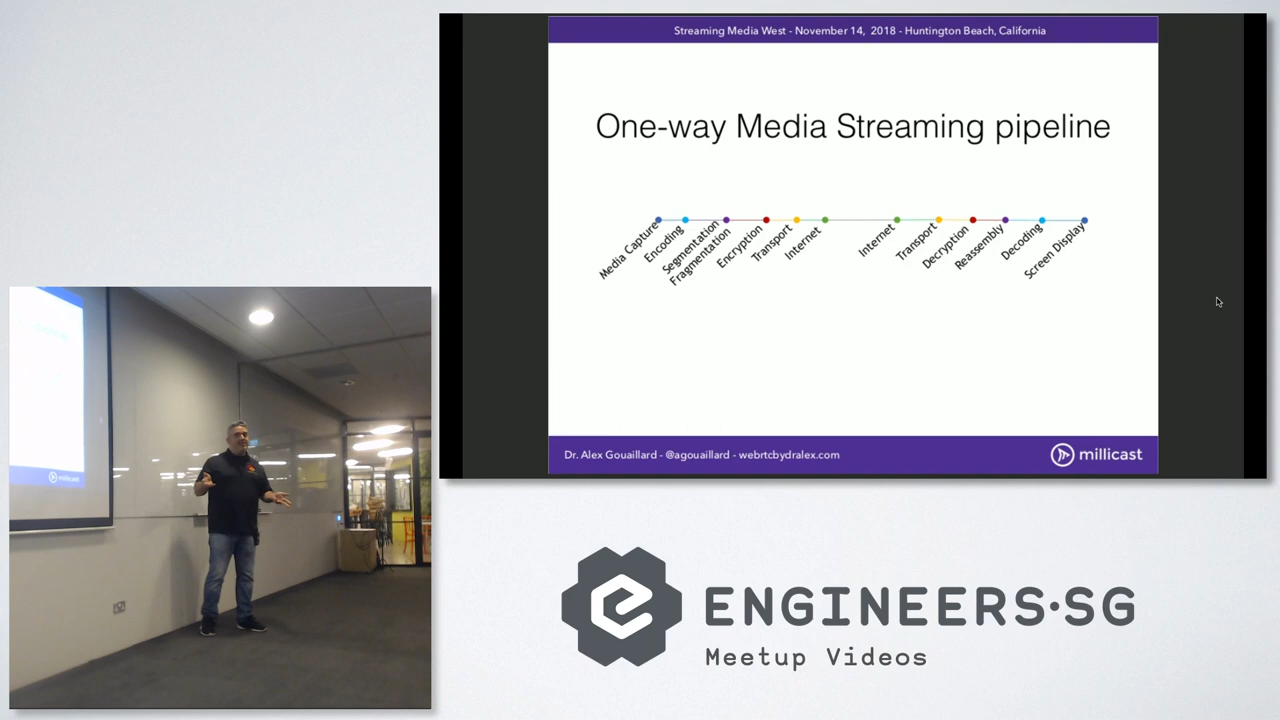 Streaming Media West - November 14, 2018 - Huntington Beach, California
One-way Media Streaming pipeline
Media Capture
Encoding
Segmentation
Fragmentation
Encryption
Transport
Internet
Internet
Transport
Decryption
Reassembly
Decoding
Screen Display
Dr. Alex Gouaillard - @agouaillard - webrtcbydralex.com
millicast
millicast
ENGINEERS·SG
Meetup Videos